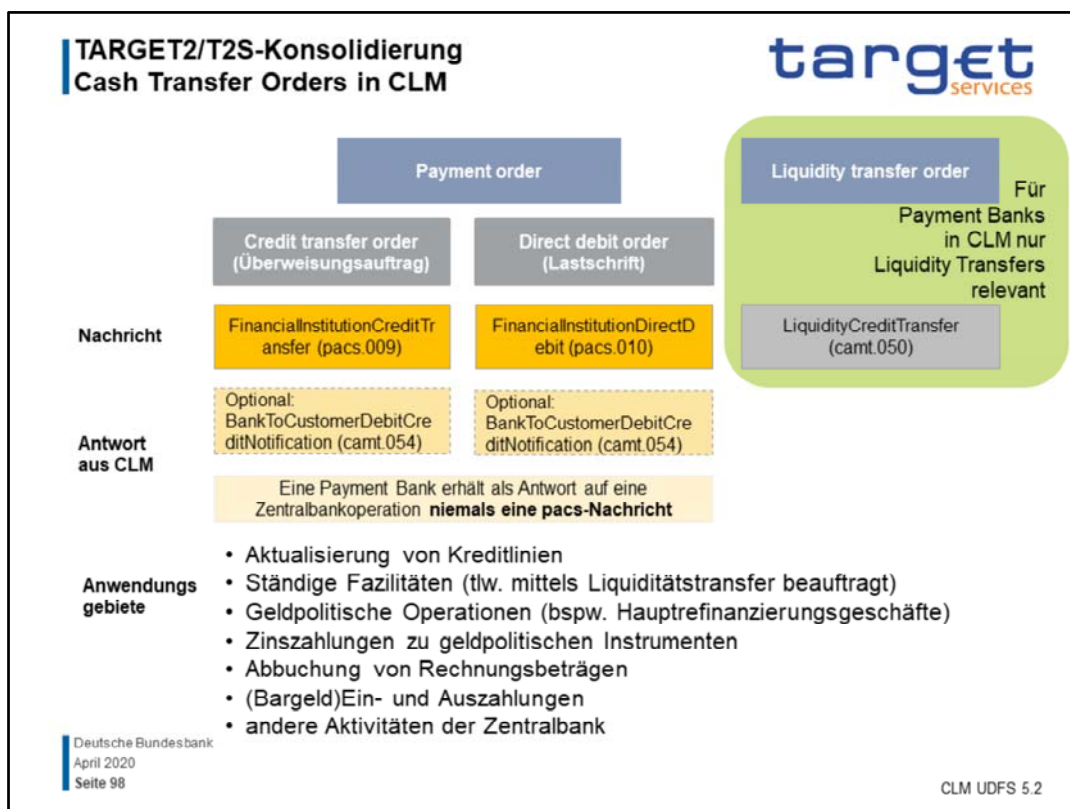 TARGET2/T2S-Konsolidierung
Cash Transfer Orders in CLM
target
services
Payment order
Liquidity transfer order
Für
Payment Banks
in CLM nur
Liquidity Transfers
relevant
Credit transfer order
(Überweisungsauftrag)
Direct debit order
(Lastschrift)
Nachricht
FinancialInstitutionCreditTr
ansfer (pacs.009)
FinancialInstitutionDirectD
ebit (pacs.010)
LiquidityCreditTransfer
(camt.050)
Antwort
aus CLM
Optional:
BankToCustomerDebitCre
ditNotification (camt.054)
Optional:
BankToCustomerDebitCre
ditNotification (camt.054)
Eine Payment Bank erhält als Antwort auf eine
Zentralbankoperation niemals eine pacs-Nachricht
Anwendungs
gebiete
• Aktualisierung von Kreditlinien
• Ständige Fazilitäten (tlw. mittels Liquiditätstransfer beauftragt)
• Geldpolitische Operationen (bspw. Hauptrefinanzierungsgeschäfte)
• Zinszahlungen zu geldpolitischen Instrumenten
• Abbuchung von Rechnungsbeträgen
• (Bargeld)Ein- und Auszahlungen
• andere Aktivitäten der Zentralbank
Deutsche Bundesbank
April 2020
Seite 98
CLM UDFS 5.2